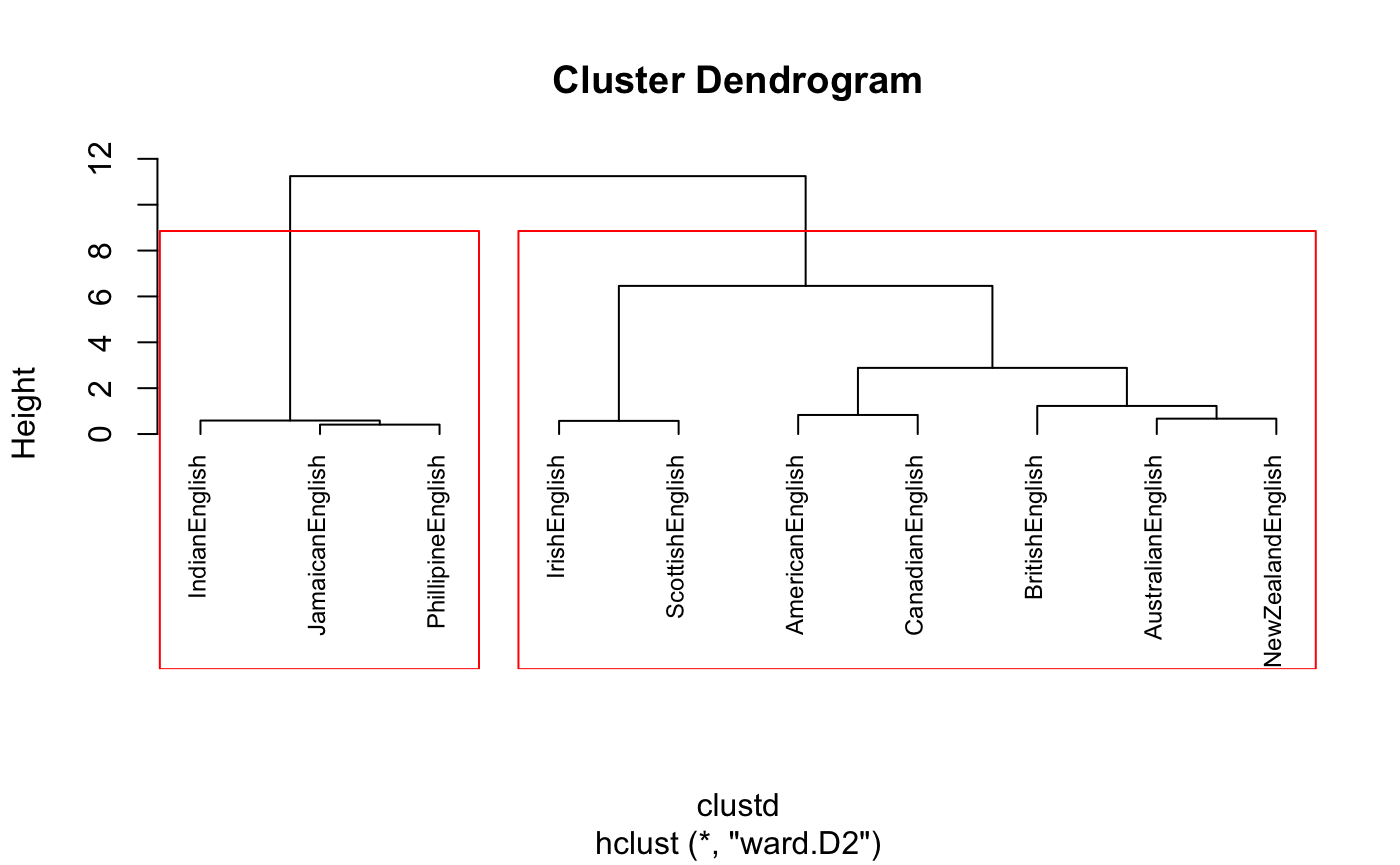 Cluster Dendrogram
Height
12
8
6
4
2
0
IndianEnglish
JamaicanEnglish
PhillipineEnglish
IrishEnglish
ScottishEnglish
AmericanEnglish
CanadianEnglish
BritishEnglish
AustralianEnglish
NewZealandEnglish
clustd
hclust (*, "ward.D2")